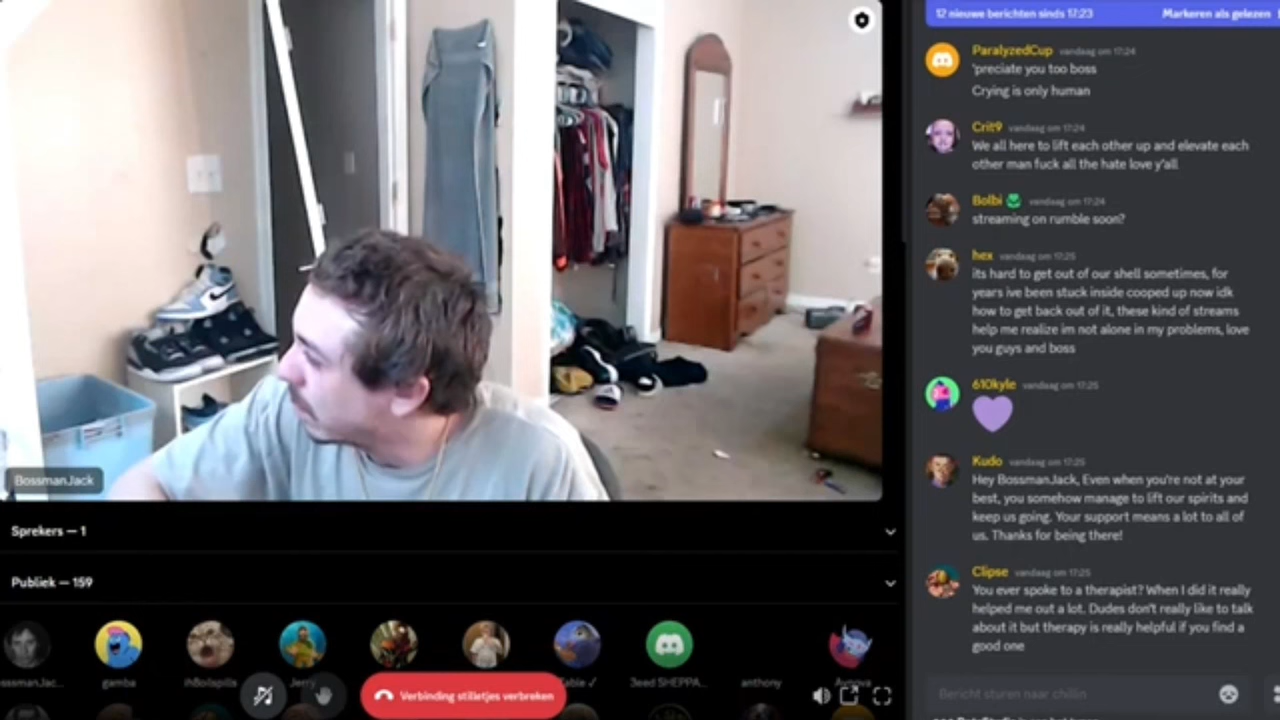 12 nieuwe berichten sinds 17:23
Markeren als gelezen
ParalyzedCup vandaag om 17:24
'preciate you too boss
Crying is only human
Crit9 vandaag om 17:24
We all here to lift each other up and elevate each
other man fuck all the hate love y'all
Bolbi vandaag om 17:24
streaming on rumble soon?
hex vandaag om 17:25
its hard to get out of our shell sometimes, for
years ive been stuck inside cooped up now idk
how to get back out of it, these kind of streams
help me realize im not alone in my problems, love
you guys and boss
610kyle vandaag om 17:25
Kudo vandaag om 17:25
Hey BossmanJack, Even when you're not at your
best, you somehow manage to lift our spirits and
keep us going. Your support means a lot to all of
us. Thanks for being there!
Clipse vandaag om 17:25
You ever spoke to a therapist? When I did it really
helped me out a lot. Dudes don't really like to talk
about it but therapy is really helpful if you find a
good one
Bericht sturen naar chillin
BossmanJack
Sprekers — 1
Publiek — 159
ossmanJac...
gamba
Jerry
3eed SHEPPA...
anthony
Verbinding stilletjes verbreken